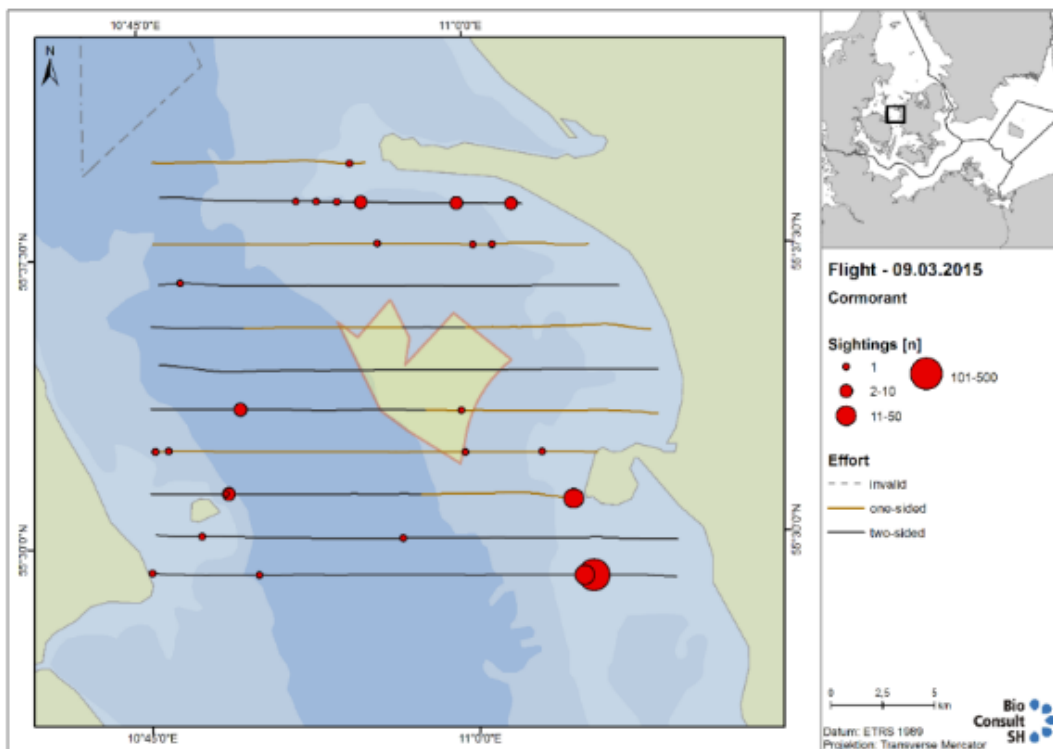 10°45'0"E
11°0'0"E
N
55°37'30"N
55°37'30"N
55°30'0"N
55°30'0"N
10°45'0"E
11°0'0"E
Flight - 09.03.2015
Cormorant
Sightings [n]
1
101-500
2-10
11-50
Effort
invalid
one-sided
two-sided
0 2,5 5
km
Bio
Consult
SH
Datum: ETRS 1989
Projektion: Transverse Mercator